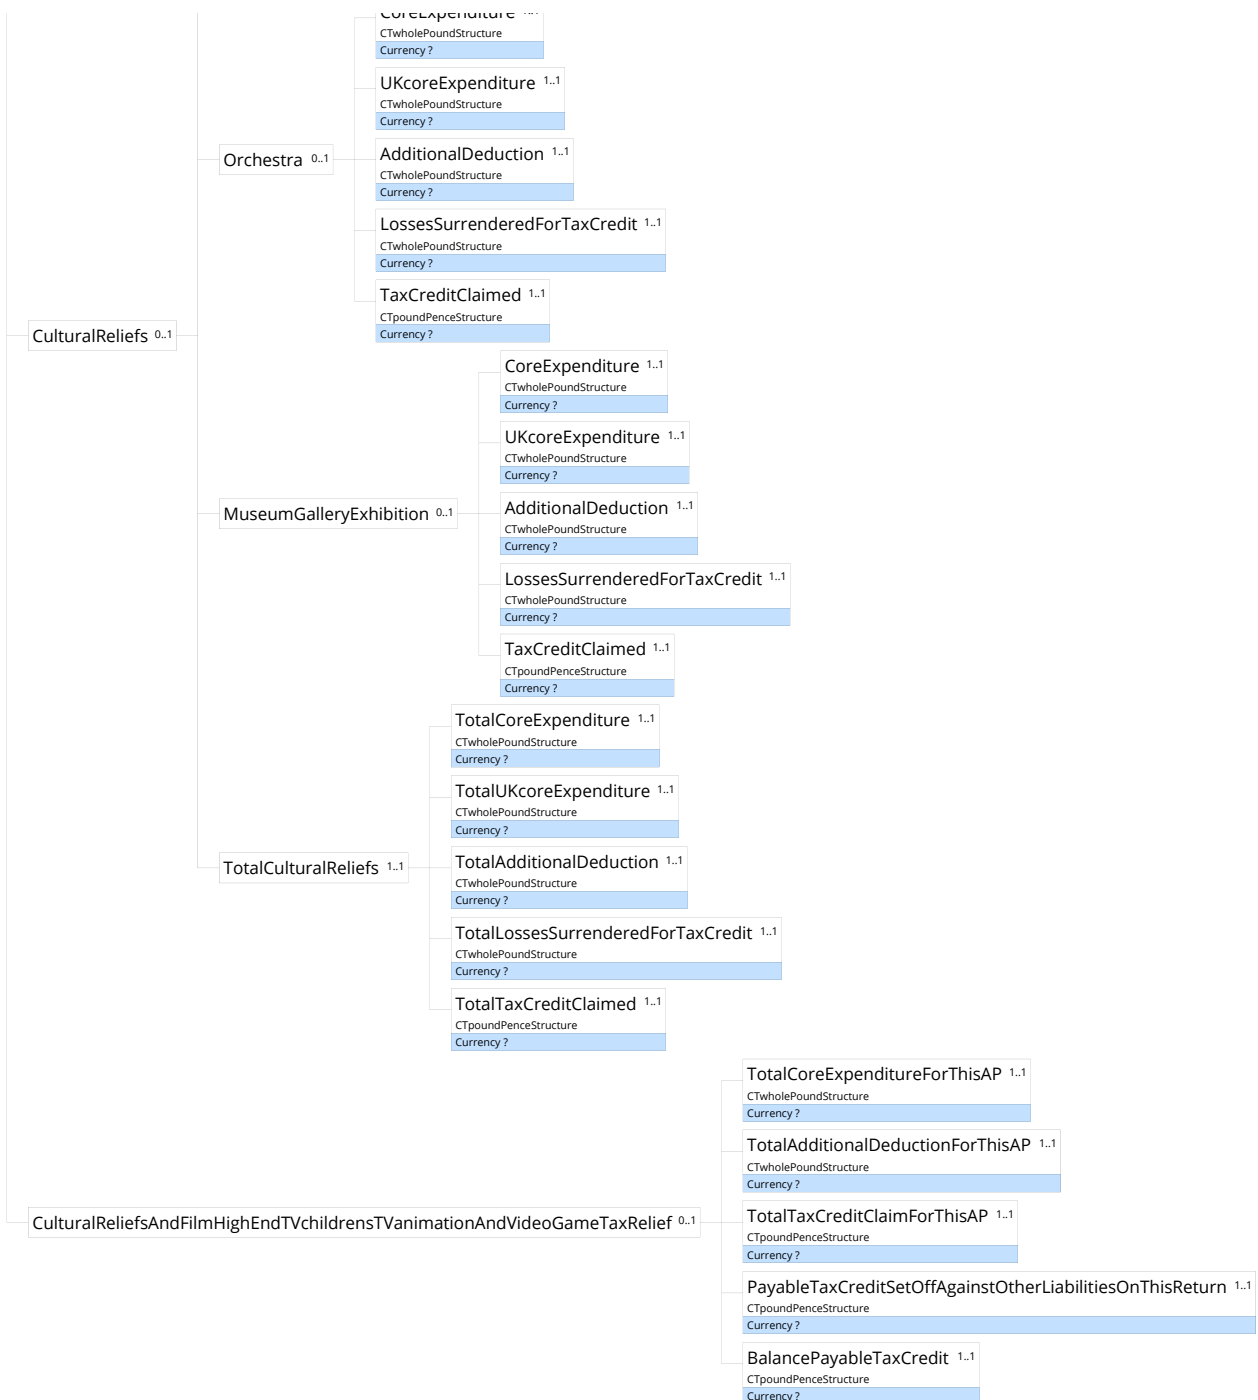 CoreExpenditure
CTwholePoundStructure
Currency ?
UKcoreExpenditure 1..1
CTwholePoundStructure
Currency ?
Orchestra 0..1
AdditionalDeduction 1..1
CTwholePoundStructure
Currency ?
LossesSurrenderedForTaxCredit 1..1
CTwholePoundStructure
Currency ?
TaxCreditClaimed 1..1
CTpoundPenceStructure
Currency ?
CulturalReliefs 0..1
CoreExpenditure 1..1
CTwholePoundStructure
Currency ?
UKcoreExpenditure 1..1
CTwholePoundStructure
Currency ?
MuseumGalleryExhibition 0..1
AdditionalDeduction 1..1
CTwholePoundStructure
Currency ?
LossesSurrenderedForTaxCredit 1..1
CTwholePoundStructure
Currency ?
TaxCreditClaimed 1..1
CTpoundPenceStructure
Currency ?
TotalCoreExpenditure 1..1
CTwholePoundStructure
Currency ?
TotalUKcoreExpenditure 1..1
CTwholePoundStructure
Currency ?
TotalCulturalReliefs 1..1
TotalAdditionalDeduction 1..1
CTwholePoundStructure
Currency ?
TotalLossesSurrenderedForTaxCredit 1..1
CTwholePoundStructure
Currency ?
TotalTaxCreditClaimed 1..1
CTpoundPenceStructure
Currency ?
TotalCoreExpenditureForThisAP 1..1
CTwholePoundStructure
Currency ?
TotalAdditionalDeductionForThisAP 1..1
CTwholePoundStructure
Currency ?
CulturalReliefsAndFilmHighEndTVchildrensTVanimationAndVideoGameTaxRelief 0..1
TotalTaxCreditClaimForThisAP 1..1
CTpoundPenceStructure
Currency ?
PayableTaxCreditSetOffAgainstOtherLiabilitiesOnThisReturn 1..1
CTpoundPenceStructure
Currency ?
BalancePayableTaxCredit 1..1
CTpoundPenceStructure
Currency ?